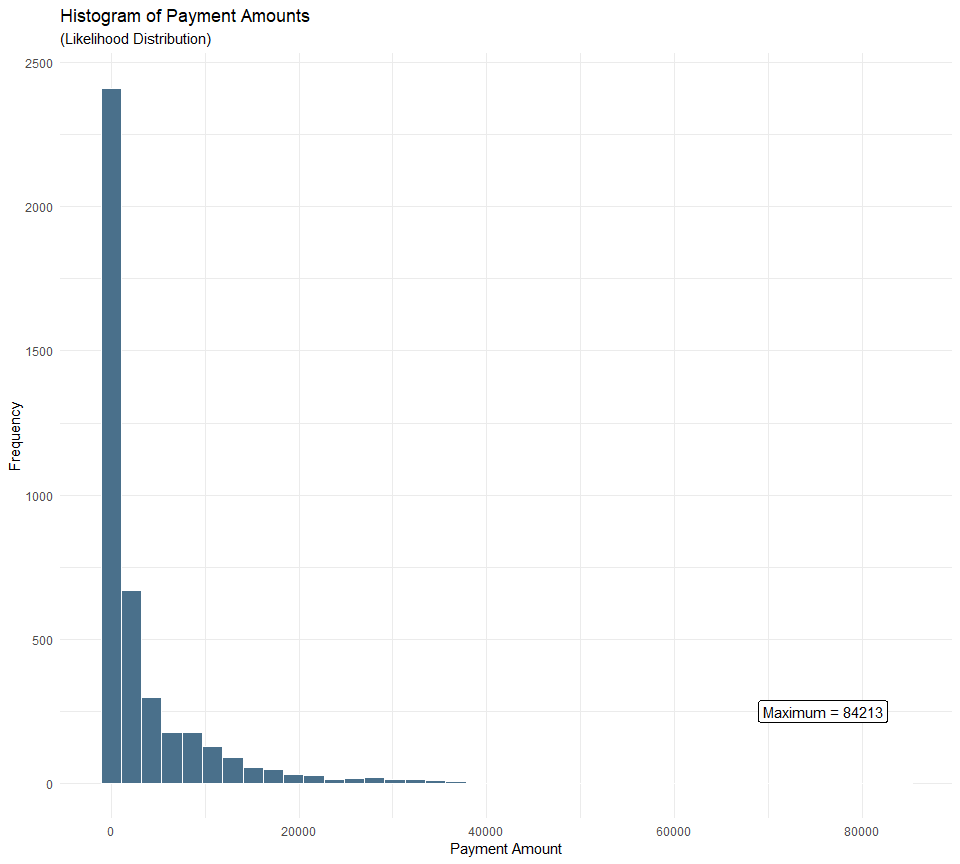 Histogram of Payment Amounts
(Likelihood Distribution)
2500
2000
1500
1000
500
0
Frequency
Maximum = 84213
0 20000 40000 60000 80000
Payment Amount